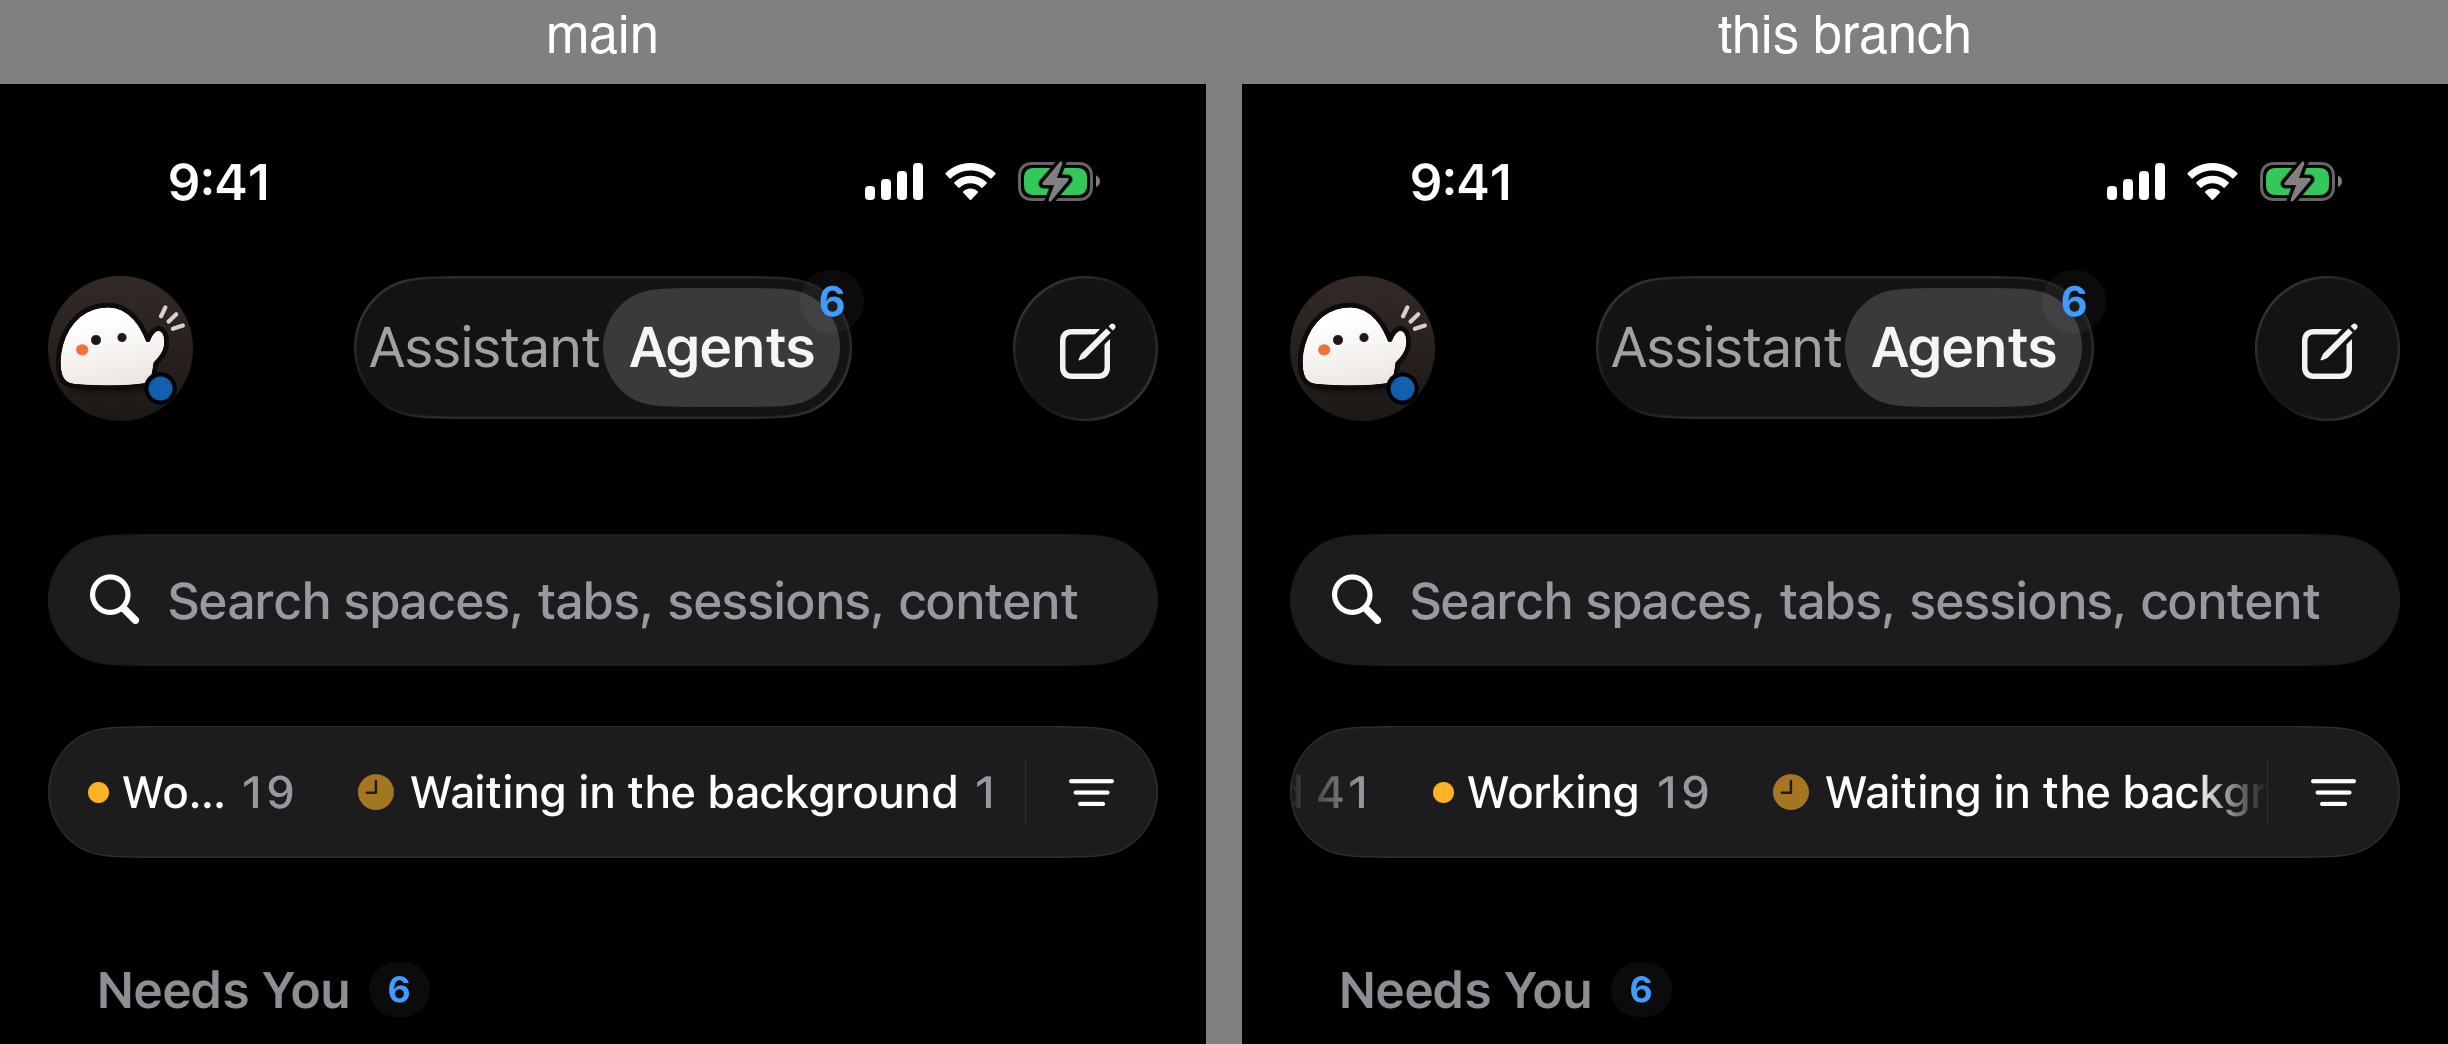 main
this branch
9:41
Assistant Agents 6
Search spaces, tabs, sessions, content
Wo... 19 Waiting in the background 1
Needs You 6
9:41
Assistant Agents 6
Search spaces, tabs, sessions, content
41 Working 19 Waiting in the backgr
Needs You 6